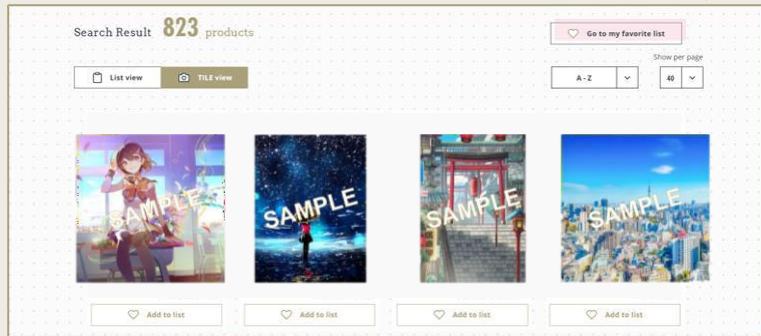 Search Result 823 products
Go to my favorite list
Show per page
List view TILE view A - Z 40
SAMPLE SAMPLE SAMPLE SAMPLE
Add to list Add to list Add to list Add to list